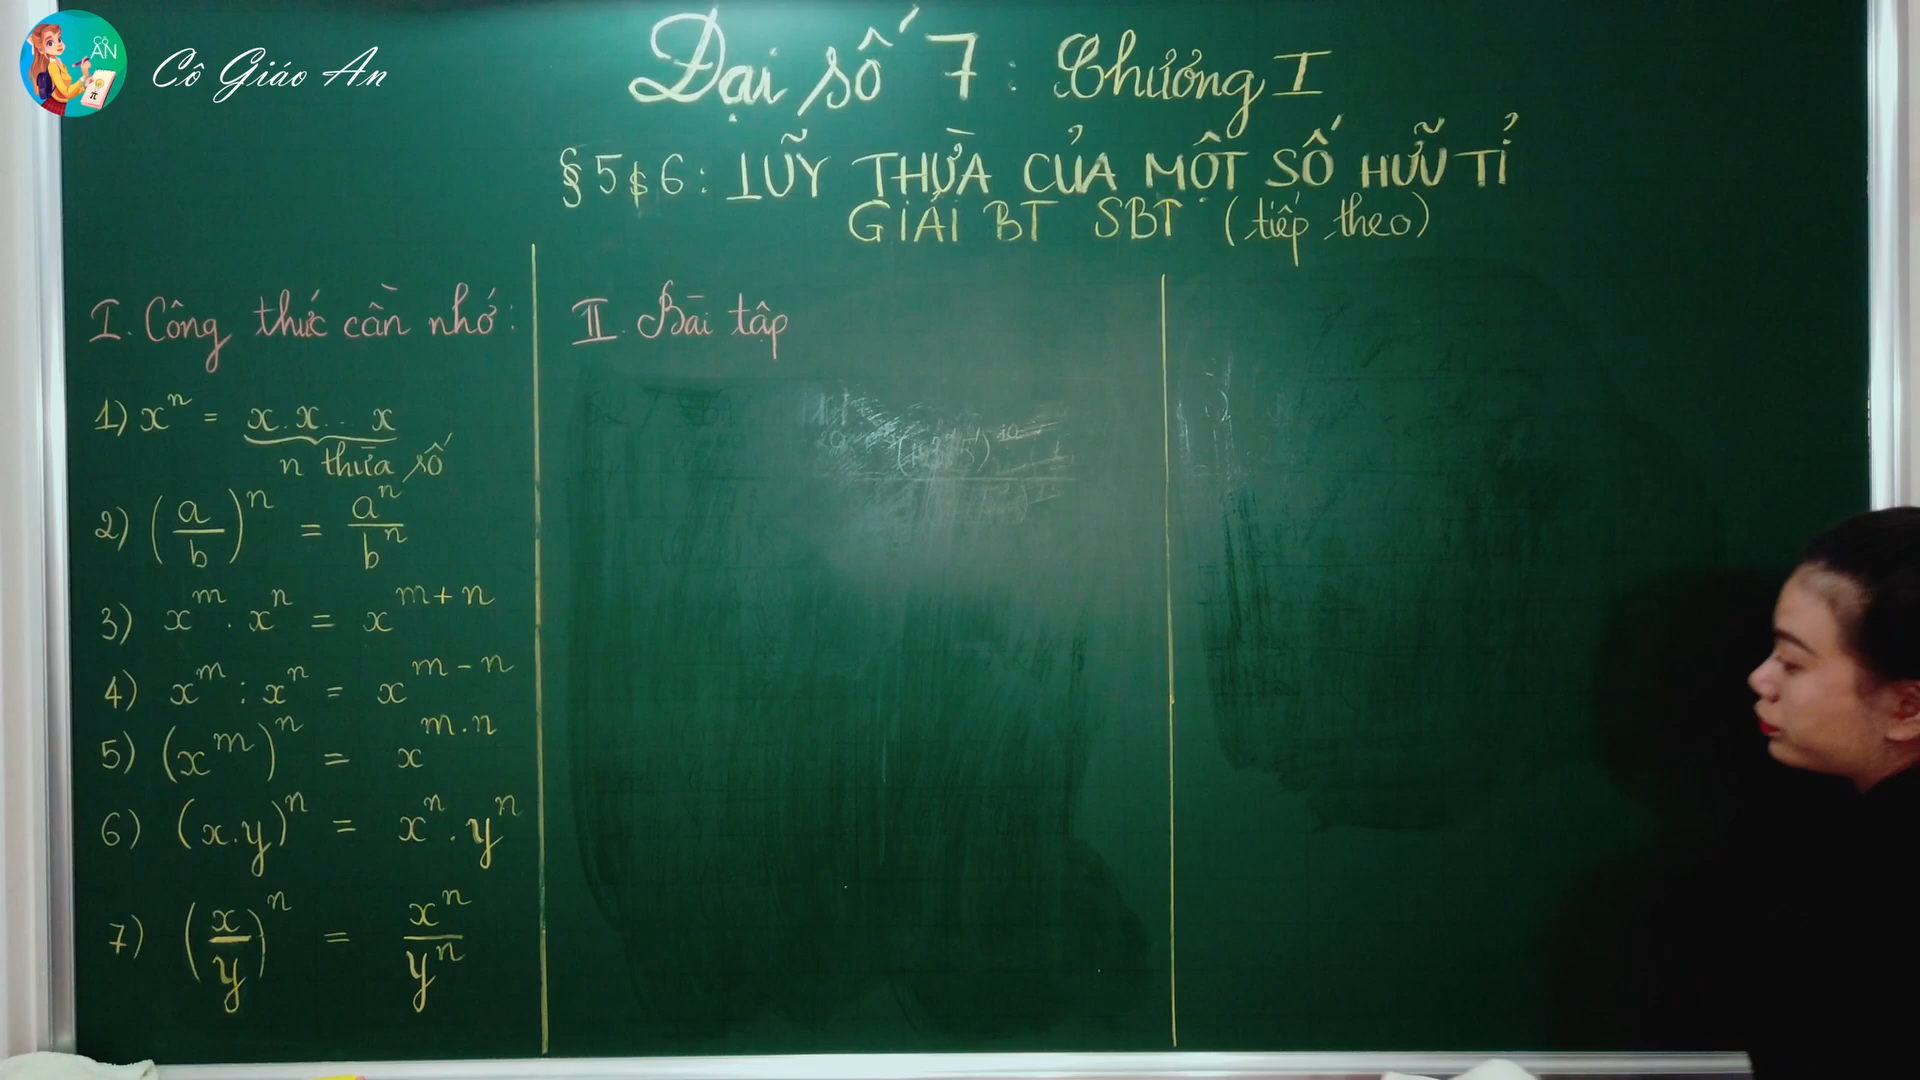 CÔ AN
Cô Giáo An
Đại số 7 : Chương I
§5$6: LŨY THỪA CỦA MỘT SỐ HỮU TỈ
GIẢI BT SBT (tiếp theo)
I. Công thức cần nhớ:
1) xⁿ = x.x...x
n thừa số
2) (a/b)ⁿ = aⁿ/bⁿ
3) xᵐ . xⁿ = xᵐ⁺ⁿ
4) xᵐ : xⁿ = xᵐ⁻ⁿ
5) (xᵐ)ⁿ = x^(m.n)
6) (x.y)ⁿ = xⁿ.yⁿ
7) (x/y)ⁿ = xⁿ/yⁿ
II. Bài tập